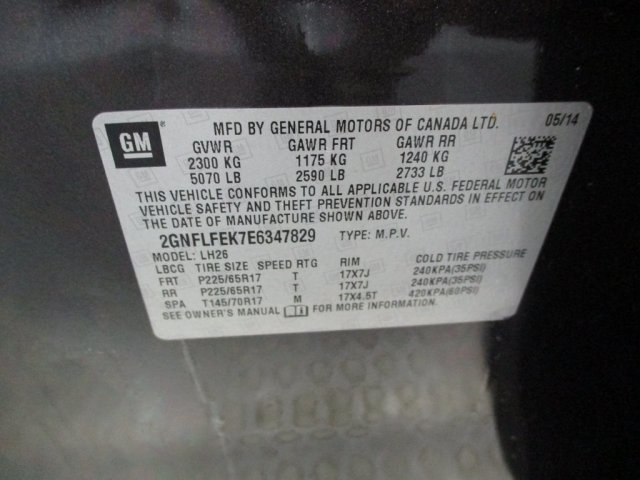 GM
MFD BY GENERAL MOTORS OF CANADA LTD. 05/14
GVWR GAWR FRT GAWR RR
2300 KG 1175 KG 1240 KG
5070 LB 2590 LB 2733 LB
THIS VEHICLE CONFORMS TO ALL APPLICABLE U.S. FEDERAL MOTOR
VEHICLE SAFETY AND THEFT PREVENTION STANDARDS IN EFFECT ON
THE DATE OF MANUFACTURE SHOWN ABOVE.
2GNFLFEK7E6347829 TYPE: M.P.V.
MODEL: LH26
LBCG TIRE SIZE SPEED RTG RIM COLD TIRE PRESSURE
FRT P225/65R17 T 17X7J 240KPA(35PSI)
RR P225/65R17 T 17X7J 240KPA(35PSI)
SPA T145/70R17 M 17X4.5T 420KPA(60PSI)
SEE OWNER'S MANUAL FOR MORE INFORMATION.